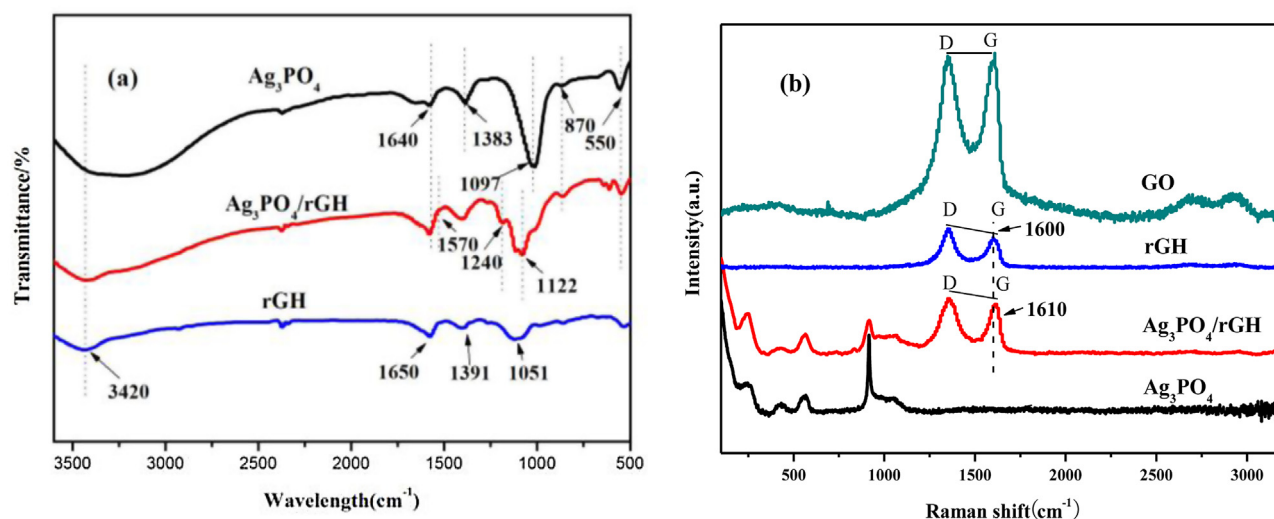 (a)
Ag₃PO₄
1640
1383
1097
870
550
Ag₃PO₄/rGH
1570
1240
1122
rGH
3420
1650
1391
1051
Transmittance/%
3500 3000 2500 2000 1500 1000 500
Wavelength(cm⁻¹)
(b)
D G
GO
D G
1600
rGH
D G
1610
Ag₃PO₄/rGH
Ag₃PO₄
Intensity(a.u.)
500 1000 1500 2000 2500 3000
Raman shift(cm⁻¹)